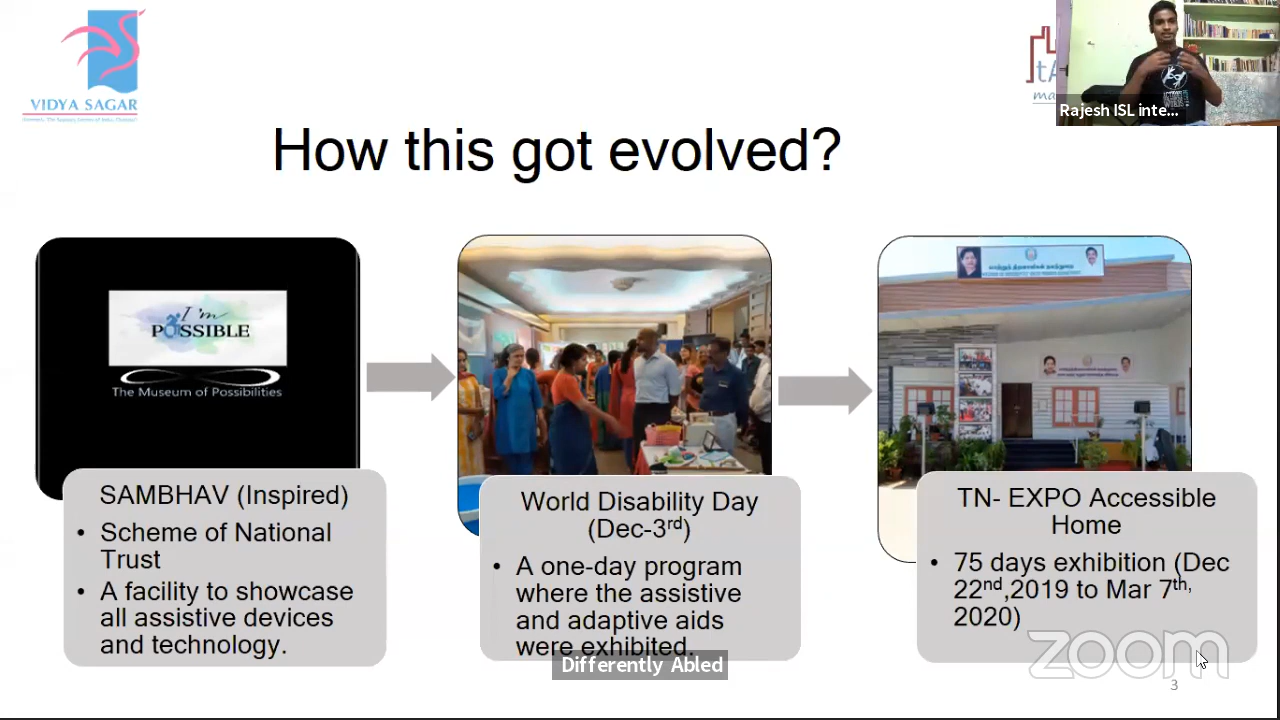 VIDYA SAGAR
tA
ma
Rajesh ISL inte...
How this got evolved?
I'm
POSSIBLE
The Museum of Possibilities
SAMBHAV (Inspired)
• Scheme of National
Trust
• A facility to showcase
all assistive devices
and technology.
World Disability Day
(Dec-3rd)
• A one-day program
where the assistive
and adaptive aids
were exhibited.
TN- EXPO Accessible
Home
• 75 days exhibition (Dec
22nd,2019 to Mar 7th,
2020)
Differently Abled
zoom
3